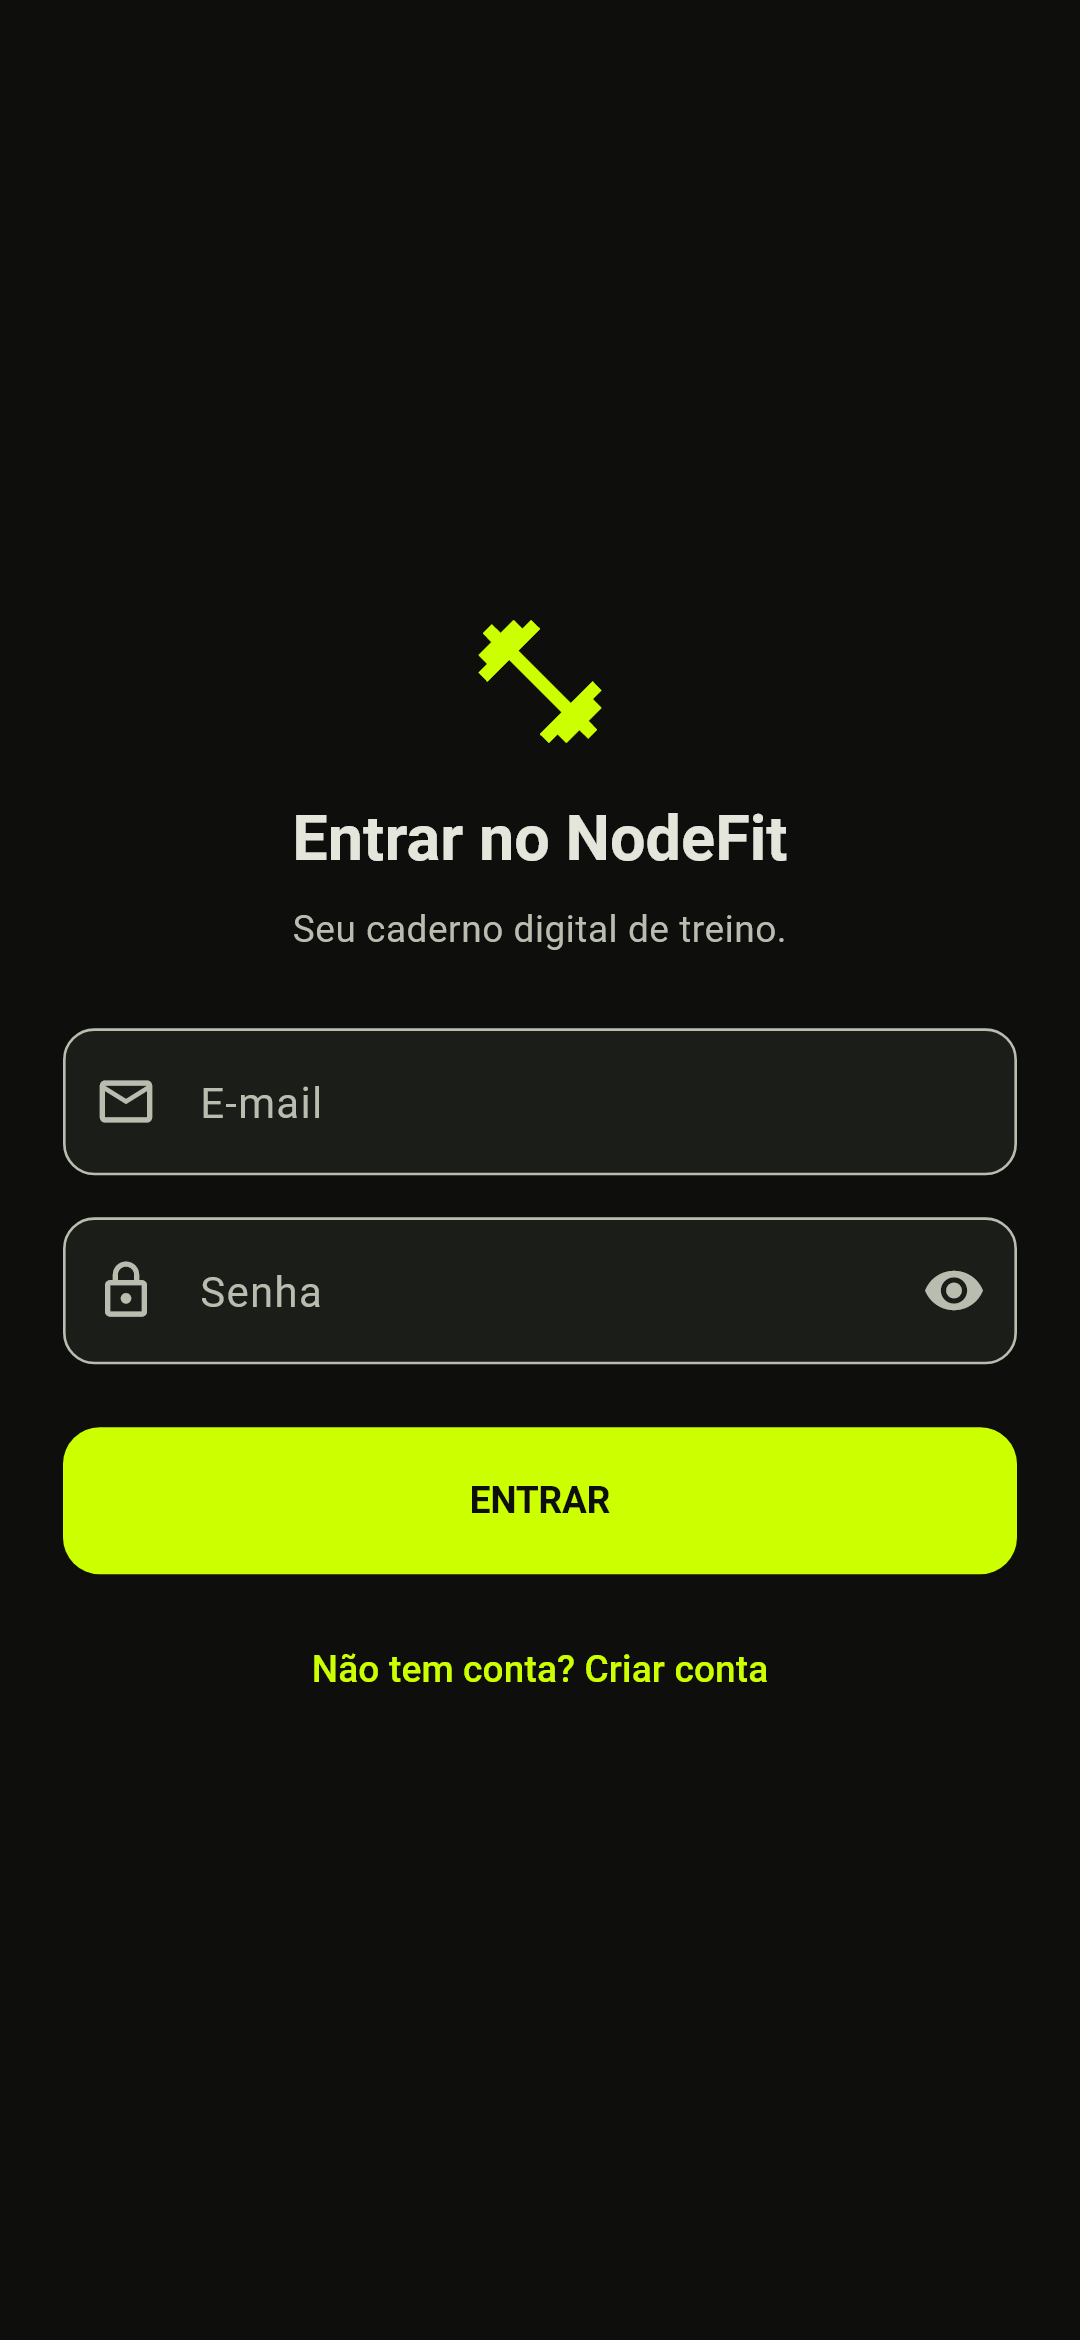 Entrar no NodeFit
Seu caderno digital de treino.
E-mail
Senha
ENTRAR
Não tem conta? Criar conta